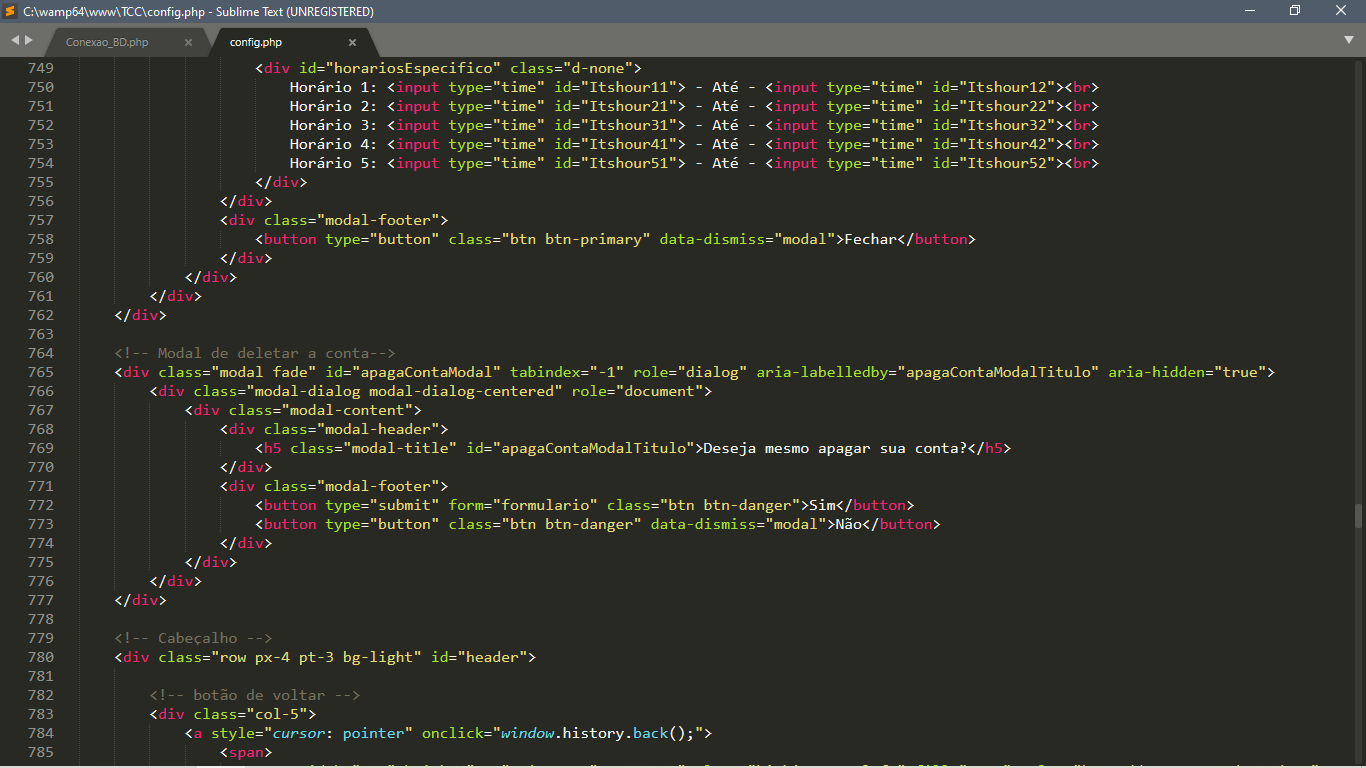 C:\wamp64\www\TCC\config.php - Sublime Text (UNREGISTERED)
Conexao_BD.php config.php
749 <div id="horariosEspecifico" class="d-none">
750 Horário 1: <input type="time" id="Itshour11"> - Até - <input type="time" id="Itshour12"><br>
751 Horário 2: <input type="time" id="Itshour21"> - Até - <input type="time" id="Itshour22"><br>
752 Horário 3: <input type="time" id="Itshour31"> - Até - <input type="time" id="Itshour32"><br>
753 Horário 4: <input type="time" id="Itshour41"> - Até - <input type="time" id="Itshour42"><br>
754 Horário 5: <input type="time" id="Itshour51"> - Até - <input type="time" id="Itshour52"><br>
755 </div>
756 </div>
757 <div class="modal-footer">
758 <button type="button" class="btn btn-primary" data-dismiss="modal">Fechar</button>
759 </div>
760 </div>
761 </div>
762 </div>
763
764 <!-- Modal de deletar a conta-->
765 <div class="modal fade" id="apagaContaModal" tabindex="-1" role="dialog" aria-labelledby="apagaContaModalTitulo" aria-hidden="true">
766 <div class="modal-dialog modal-dialog-centered" role="document">
767 <div class="modal-content">
768 <div class="modal-header">
769 <h5 class="modal-title" id="apagaContaModalTitulo">Deseja mesmo apagar sua conta?</h5>
770 </div>
771 <div class="modal-footer">
772 <button type="submit" form="formulario" class="btn btn-danger">Sim</button>
773 <button type="button" class="btn btn-danger" data-dismiss="modal">Não</button>
774 </div>
775 </div>
776 </div>
777 </div>
778
779 <!-- Cabeçalho -->
780 <div class="row px-4 pt-3 bg-light" id="header">
781
782 <!-- botão de voltar -->
783 <div class="col-5">
784 <a style="cursor: pointer" onclick="window.history.back();">
785 <span>